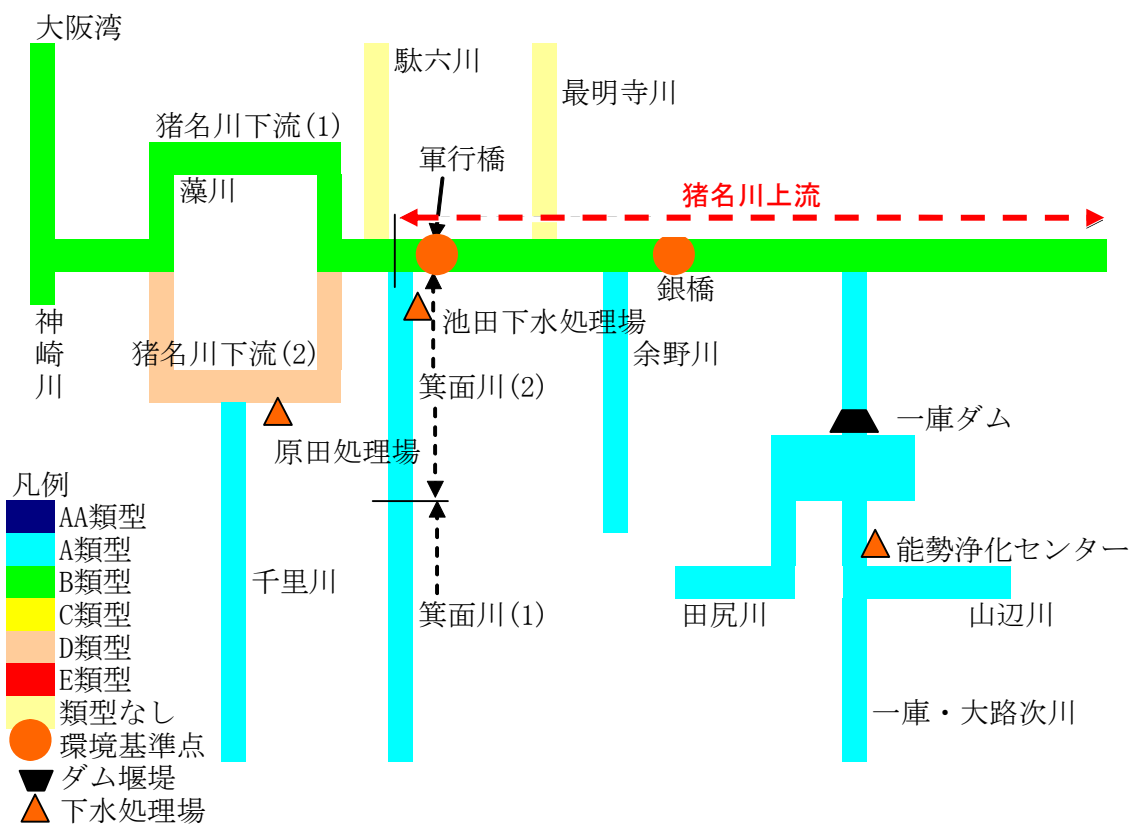 大阪湾
駄六川
最明寺川
猪名川下流(1)
軍行橋
藻川
猪名川上流
銀橋
神崎川
池田下水処理場
猪名川下流(2)
余野川
箕面川(2)
一庫ダム
原田処理場
凡例
AA類型
A類型
B類型
C類型
D類型
E類型
類型なし
環境基準点
ダム堰堤
下水処理場
能勢浄化センター
千里川
箕面川(1)
田尻川
山辺川
一庫・大路次川